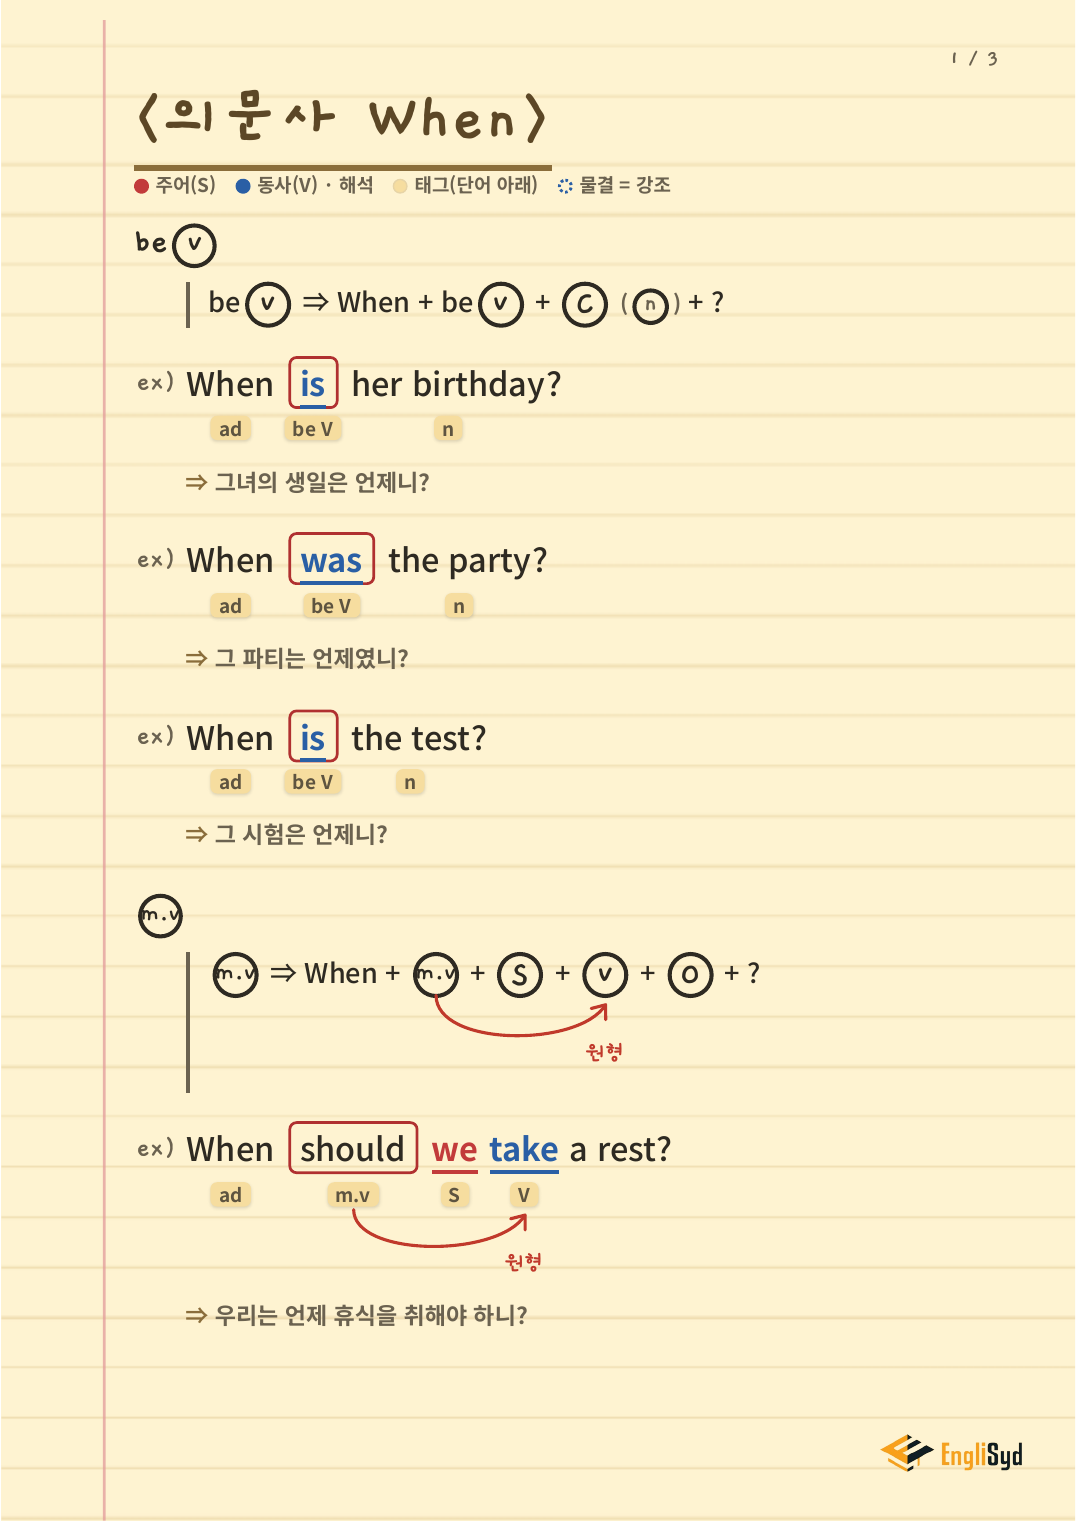 1 / 3
<의문사 When>
주어(S) 동사(V) · 해석 태그(단어 아래) 물결 = 강조
be v
be v ⇒ When + be v + C (n) + ?
ex) When is her birthday?
ad be V n
⇒ 그녀의 생일은 언제니?
ex) When was the party?
ad be V n
⇒ 그 파티는 언제였니?
ex) When is the test?
ad be V n
⇒ 그 시험은 언제니?
m.v
m.v ⇒ When + m.v + S + v + O + ?
원형
ex) When should we take a rest?
ad m.v S V
원형
⇒ 우리는 언제 휴식을 취해야 하니?
EngliSyd